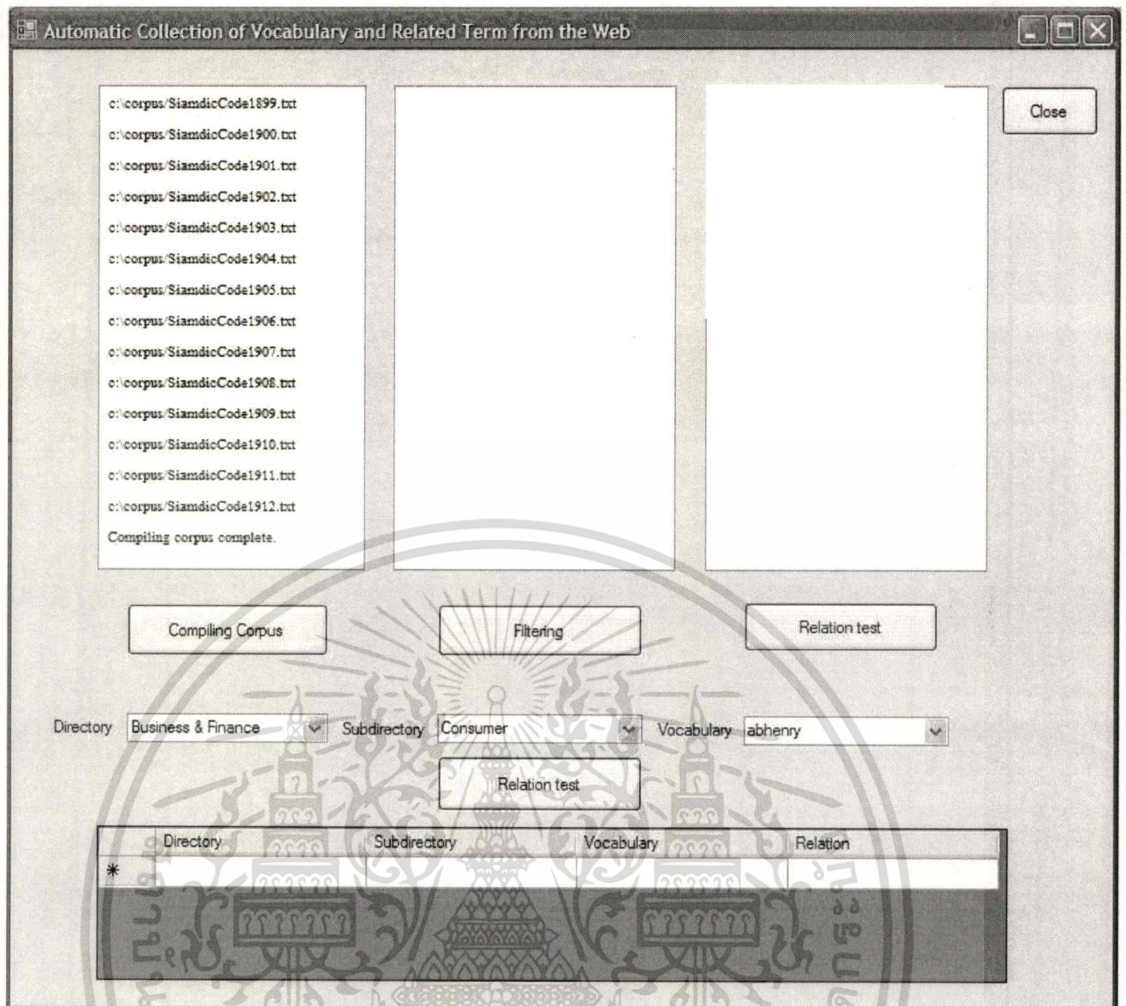 Automatic Collection of Vocabulary and Related Term from the Web
c:\corpus/SiamdicCode1899.txt
c:\corpus/SiamdicCode1900.txt
c:\corpus/SiamdicCode1901.txt
c:\corpus/SiamdicCode1902.txt
c:\corpus/SiamdicCode1903.txt
c:\corpus/SiamdicCode1904.txt
c:\corpus/SiamdicCode1905.txt
c:\corpus/SiamdicCode1906.txt
c:\corpus/SiamdicCode1907.txt
c:\corpus/SiamdicCode1908.txt
c:\corpus/SiamdicCode1909.txt
c:\corpus/SiamdicCode1910.txt
c:\corpus/SiamdicCode1911.txt
c:\corpus/SiamdicCode1912.txt
Compiling corpus complete.
Close
Compiling Corpus Filtering Relation test
Directory Business & Finance Subdirectory Consumer Vocabulary abhenry
Relation test
Directory Subdirectory Vocabulary Relation
*